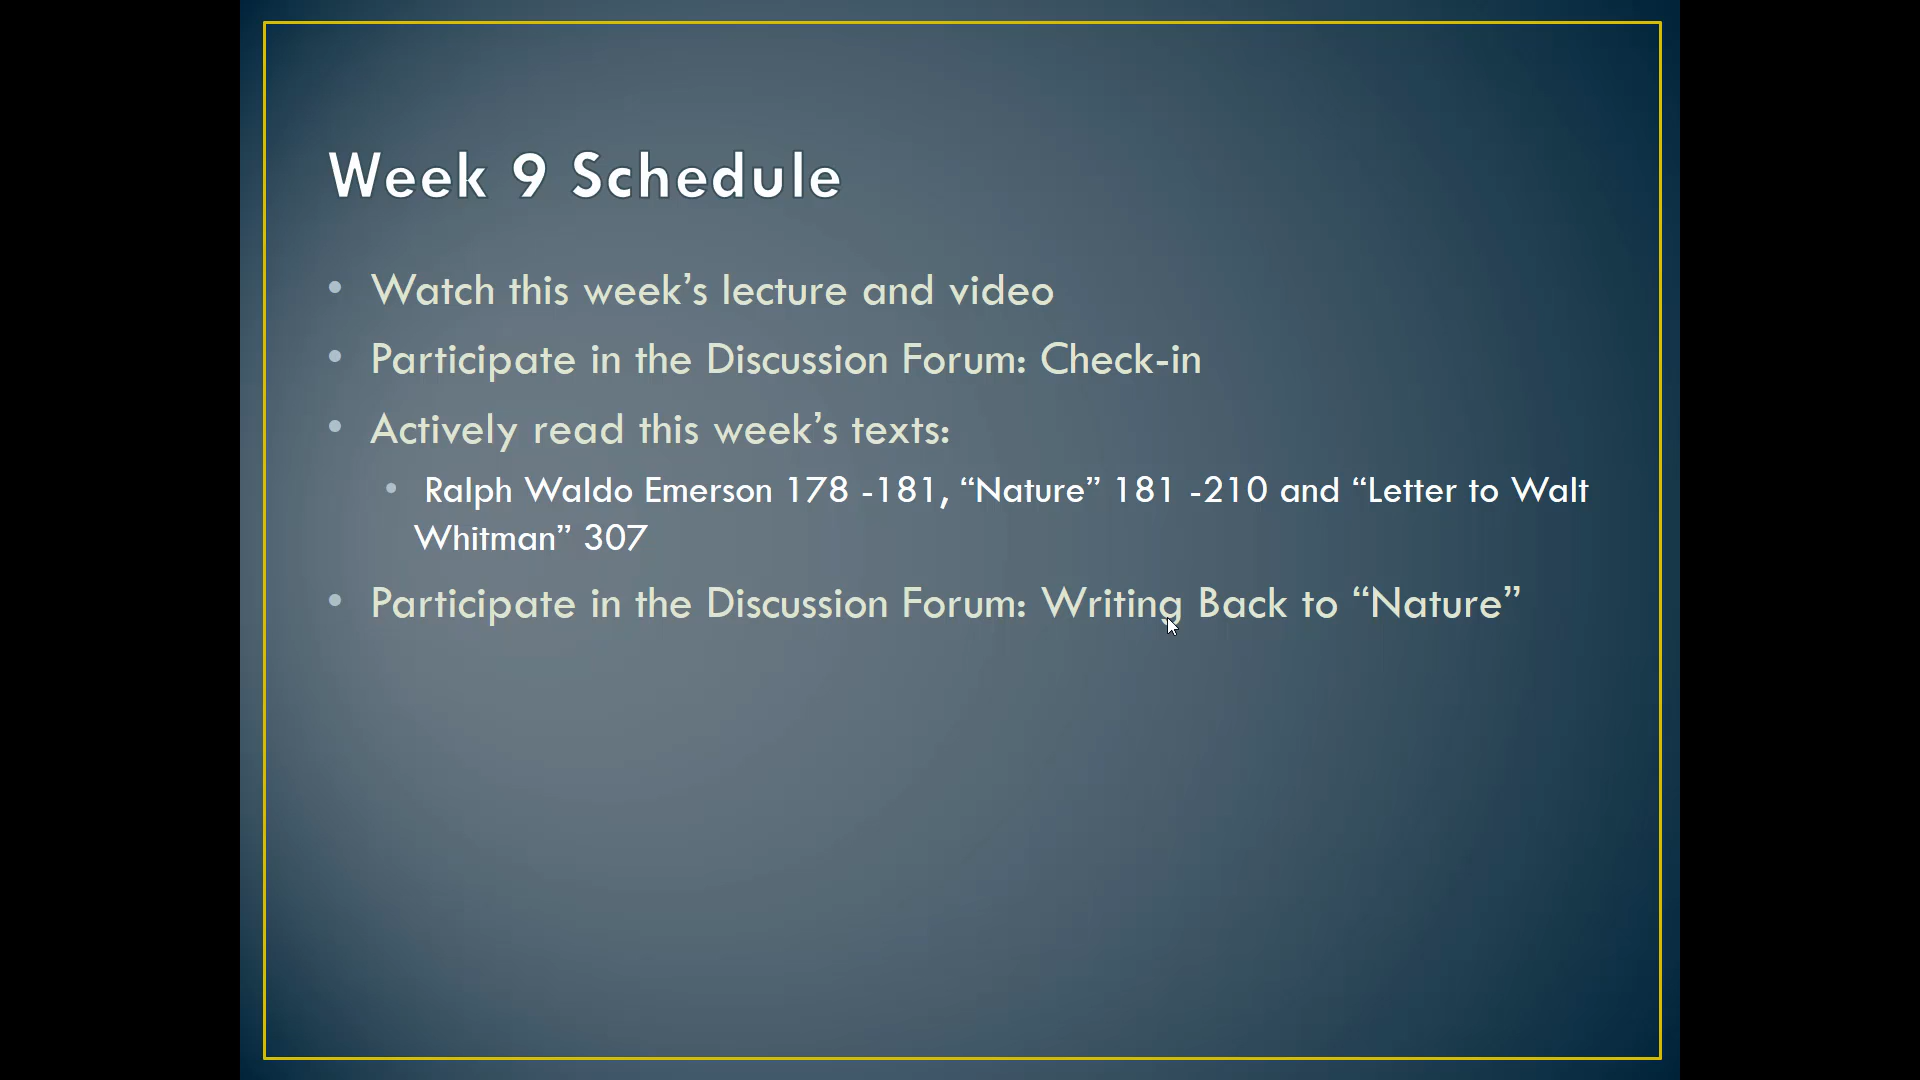 Week 9 Schedule
• Watch this week’s lecture and video
• Participate in the Discussion Forum: Check-in
• Actively read this week’s texts:
• Ralph Waldo Emerson 178 -181, “Nature” 181 -210 and “Letter to Walt
Whitman” 307
• Participate in the Discussion Forum: Writing Back to “Nature”